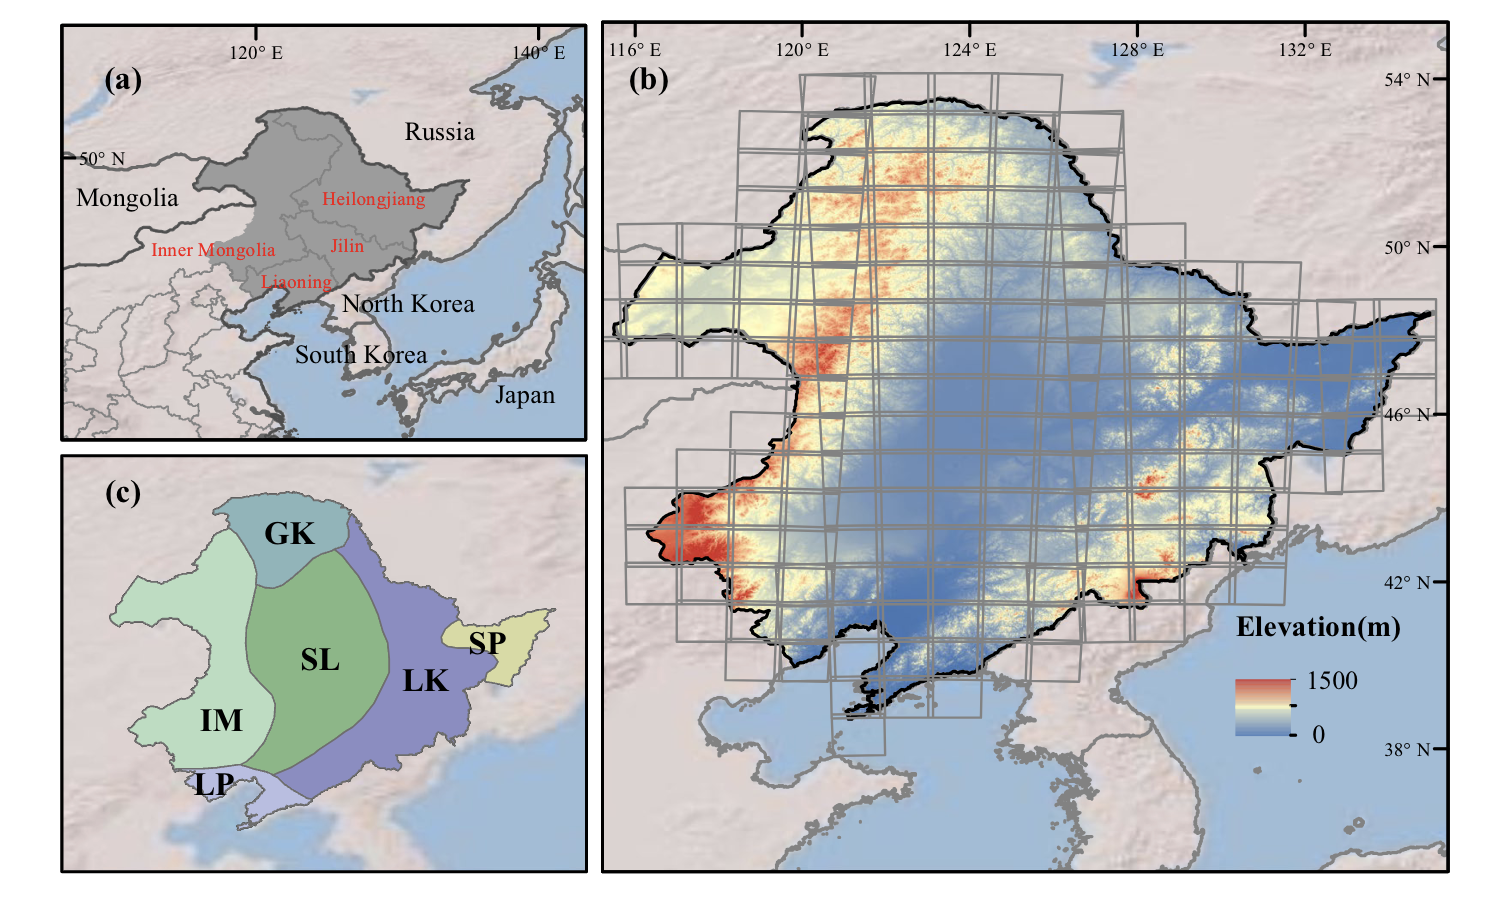 (a)
120° E
140° E
50° N
Russia
Mongolia
Heilongjiang
Inner Mongolia
Jilin
Liaoning
North Korea
South Korea
Japan
(b)
116° E
120° E
124° E
128° E
132° E
54° N
50° N
46° N
42° N
38° N
Elevation(m)
1500
0
(c)
GK
SL
SP
LK
IM
LP